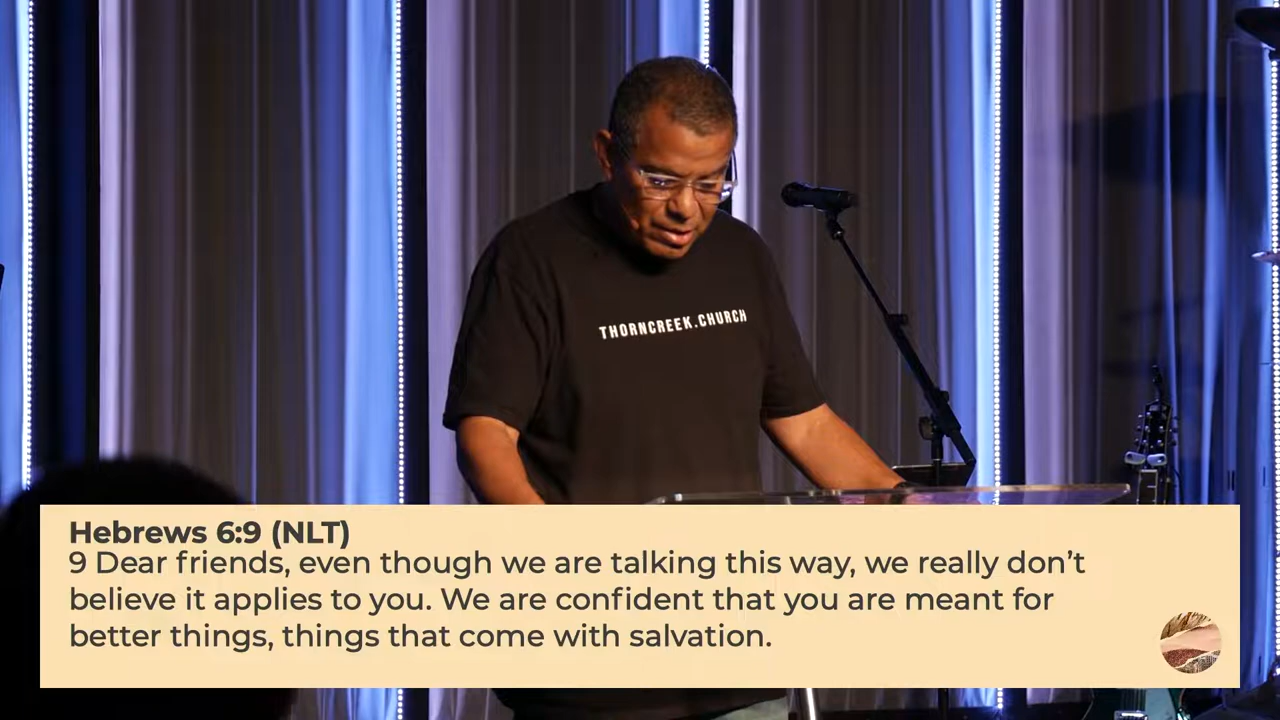 THORNCREEK.CHURCH
Hebrews 6:9 (NLT)
9 Dear friends, even though we are talking this way, we really don’t
believe it applies to you. We are confident that you are meant for
better things, things that come with salvation.